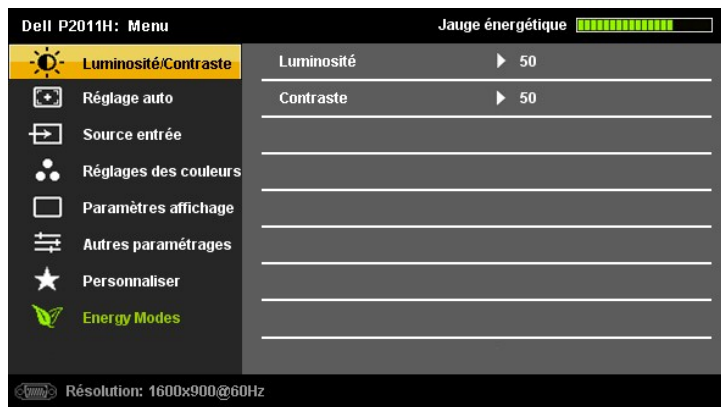 Dell P2011H: Menu
Jauge énergétique
Luminosité/Contraste
Luminosité 50
Réglage auto
Contraste 50
Source entrée
Réglages des couleurs
Paramètres affichage
Autres paramétrages
Personnaliser
Energy Modes
Résolution: 1600x900@60Hz